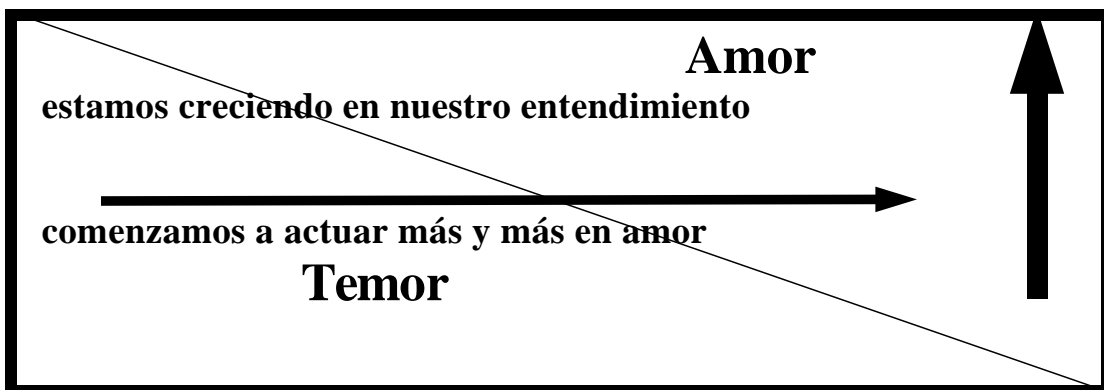 Amor
estamos creciendo en nuestro entendimiento
comenzamos a actuar más y más en amor
Temor